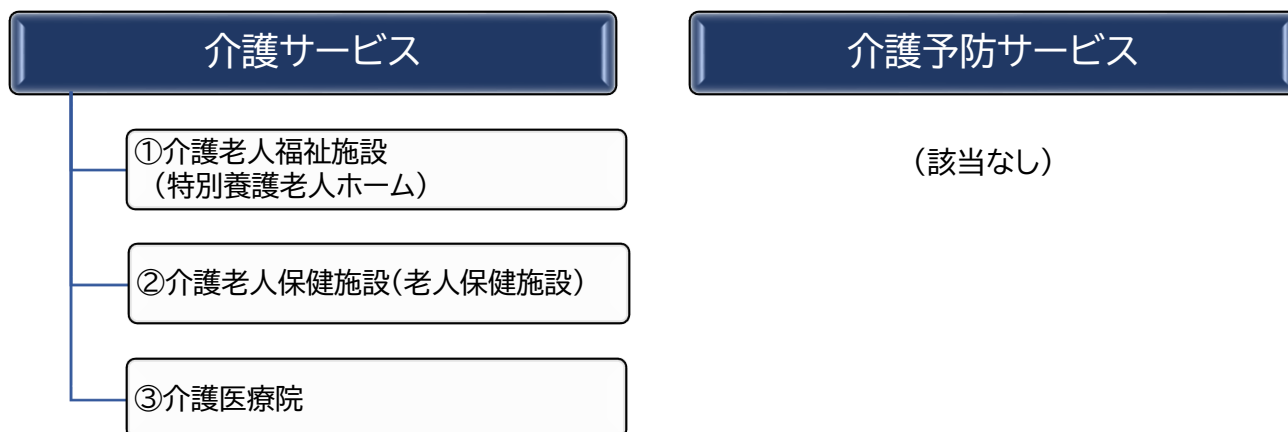 介護サービス
①介護老人福祉施設
（特別養護老人ホーム）
②介護老人保健施設（老人保健施設）
③介護医療院
介護予防サービス
（該当なし）